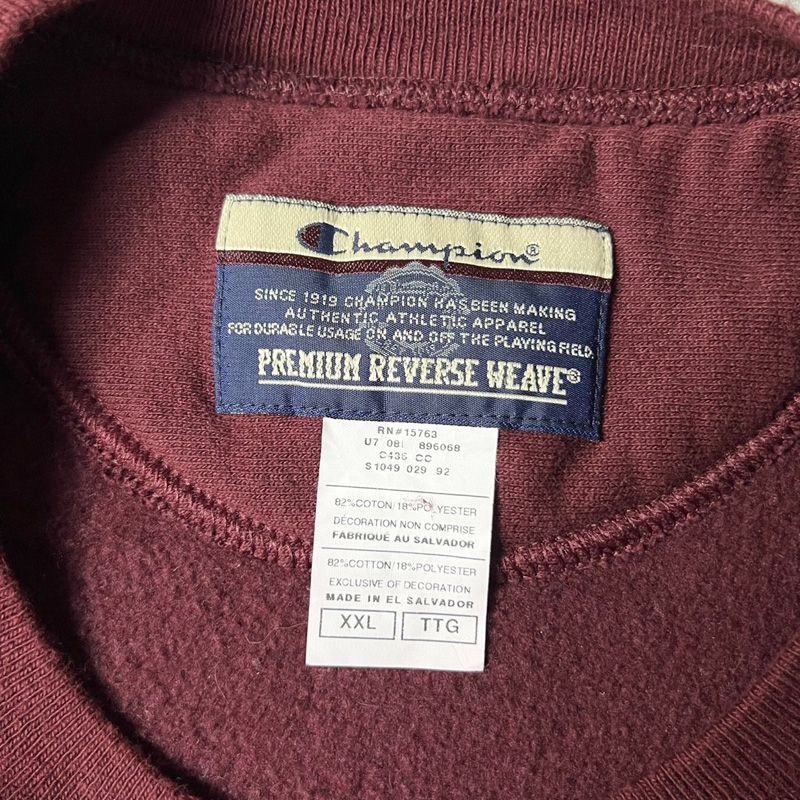 Champion®
SINCE 1919 CHAMPION HAS BEEN MAKING
AUTHENTIC ATHLETIC APPAREL
FOR DURABLE USAGE ON AND OFF THE PLAYING FIELD.
PREMIUM REVERSE WEAVE®
RN#15763
U7 08I 896068
C436 CC
S1049 029 92
82%COTON/18%POLYESTER
DÉCORATION NON COMPRISE
FABRIQUÉ AU SALVADOR
82%COTTON/18%POLYESTER
EXCLUSIVE OF DECORATION
MADE IN EL SALVADOR
XXL TTG